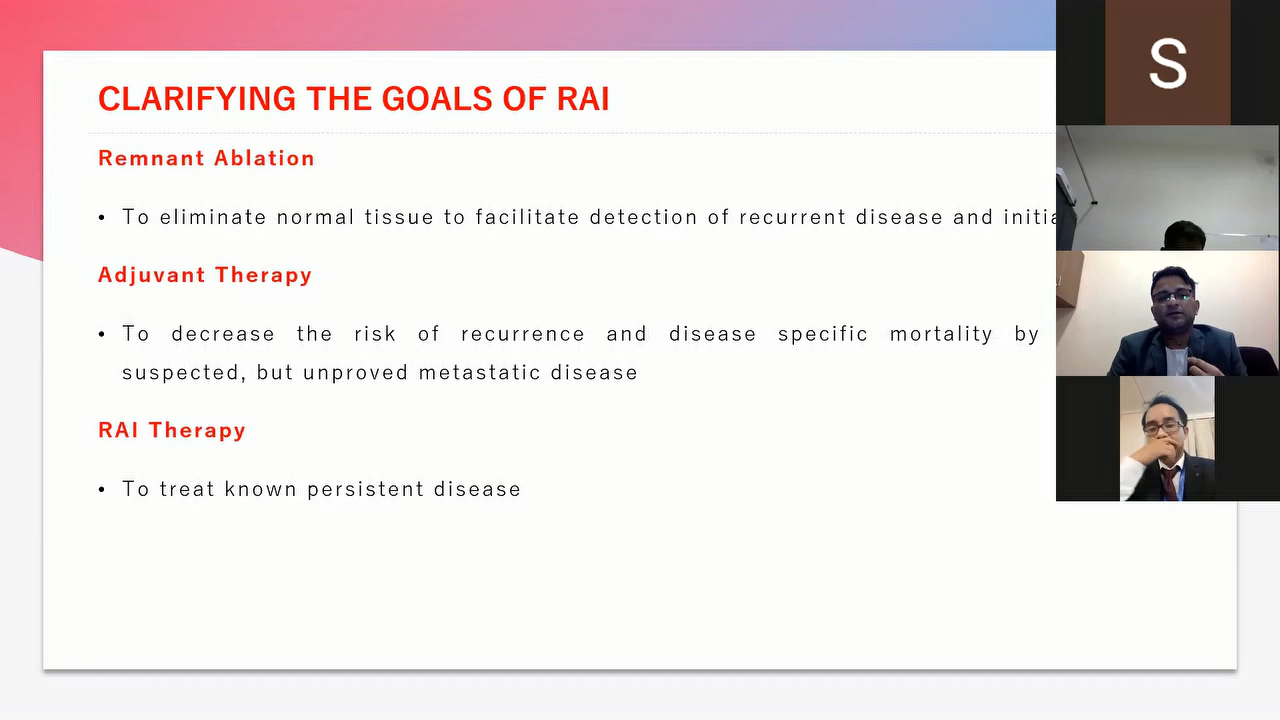 CLARIFYING THE GOALS OF RAI
Remnant Ablation
• To eliminate normal tissue to facilitate detection of recurrent disease and
Adjuvant Therapy
• To decrease the risk of recurrence and disease specific mortality by
suspected, but unproved metastatic disease
RAI Therapy
• To treat known persistent disease
S